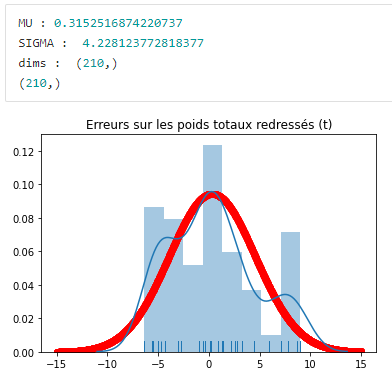 MU : 0.3152516874220737
SIGMA :  4.228123772818377
dims :  (210,)
(210,)
Erreurs sur les poids totaux redressés (t)
0.12
0.10
0.08
0.06
0.04
0.02
0.00
−15 −10 −5 0 5 10 15